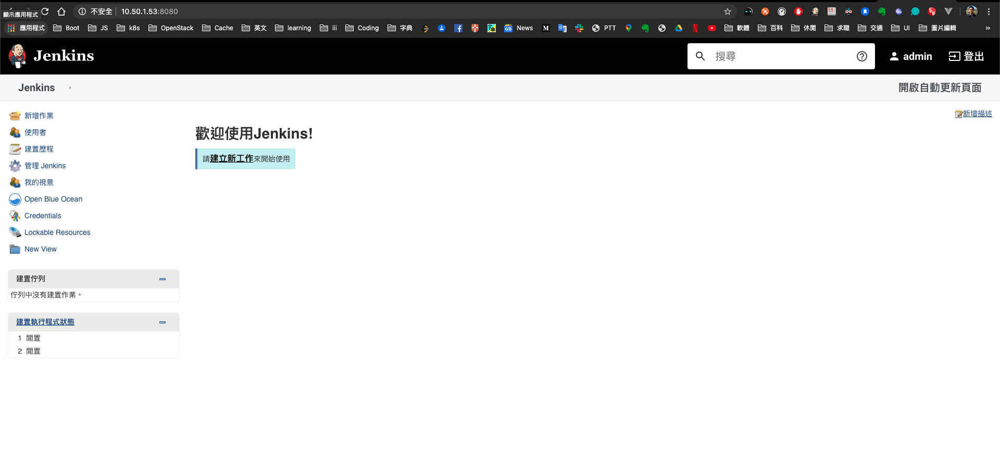 顯示應用程式
不安全 10.50.1.53:8080
應用程式 Boot JS k8s OpenStack Cache 英文 learning iii Coding 字典 News PTT 軟體 百科 休閒 求職 交通 UI 圖片編輯 »
Jenkins 搜尋 admin 登出
Jenkins 開啟自動更新頁面
新增描述
新增作業
使用者
建置歷程
管理 Jenkins
我的視景
Open Blue Ocean
Credentials
Lockable Resources
New View
建置佇列
佇列中沒有建置作業。
建置執行程式狀態
1 閒置
2 閒置
歡迎使用Jenkins!
請建立新工作來開始使用